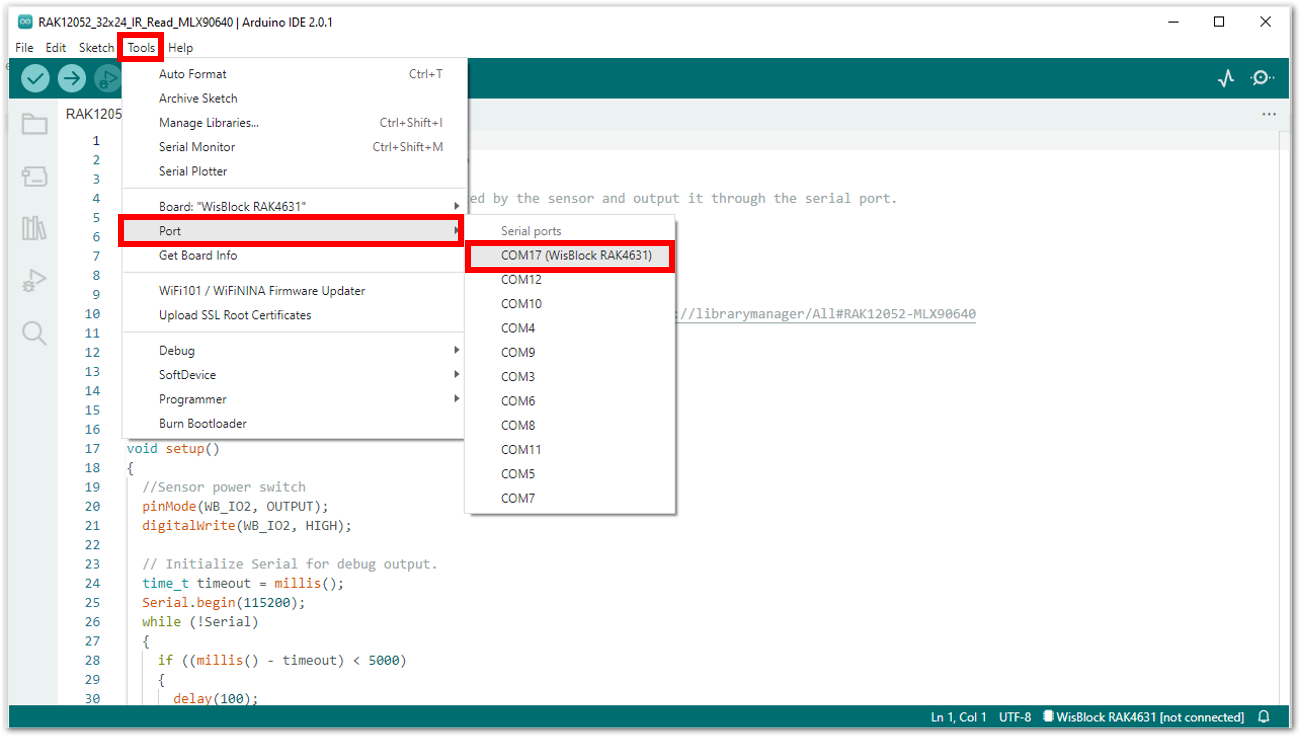 RAK12052_32x24_IR_Read_MLX90640 | Arduino IDE 2.0.1
File Edit Sketch Tools Help
Auto Format Ctrl+T
Archive Sketch
Manage Libraries... Ctrl+Shift+I
Serial Monitor Ctrl+Shift+M
Serial Plotter
Board: "WisBlock RAK4631"
Port
Get Board Info
WiFi101 / WiFiNINA Firmware Updater
Upload SSL Root Certificates
Debug
SoftDevice
Programmer
Burn Bootloader
Serial ports
COM17 (WisBlock RAK4631)
COM12
COM10
COM4
COM9
COM3
COM6
COM8
COM11
COM5
COM7
RAK1205
...
1
2
3
4 ed by the sensor and output it through the serial port.
5
6
7
8
9
10 ://librarymanager/All#RAK12052-MLX90640
11
12
13
14
15
16
17 void setup()
18 {
19 //Sensor power switch
20 pinMode(WB_IO2, OUTPUT);
21 digitalWrite(WB_IO2, HIGH);
22
23 // Initialize Serial for debug output.
24 time_t timeout = millis();
25 Serial.begin(115200);
26 while (!Serial)
27 {
28 if ((millis() - timeout) < 5000)
29 {
30 delay(100);
Ln 1, Col 1 UTF-8 WisBlock RAK4631 [not connected]